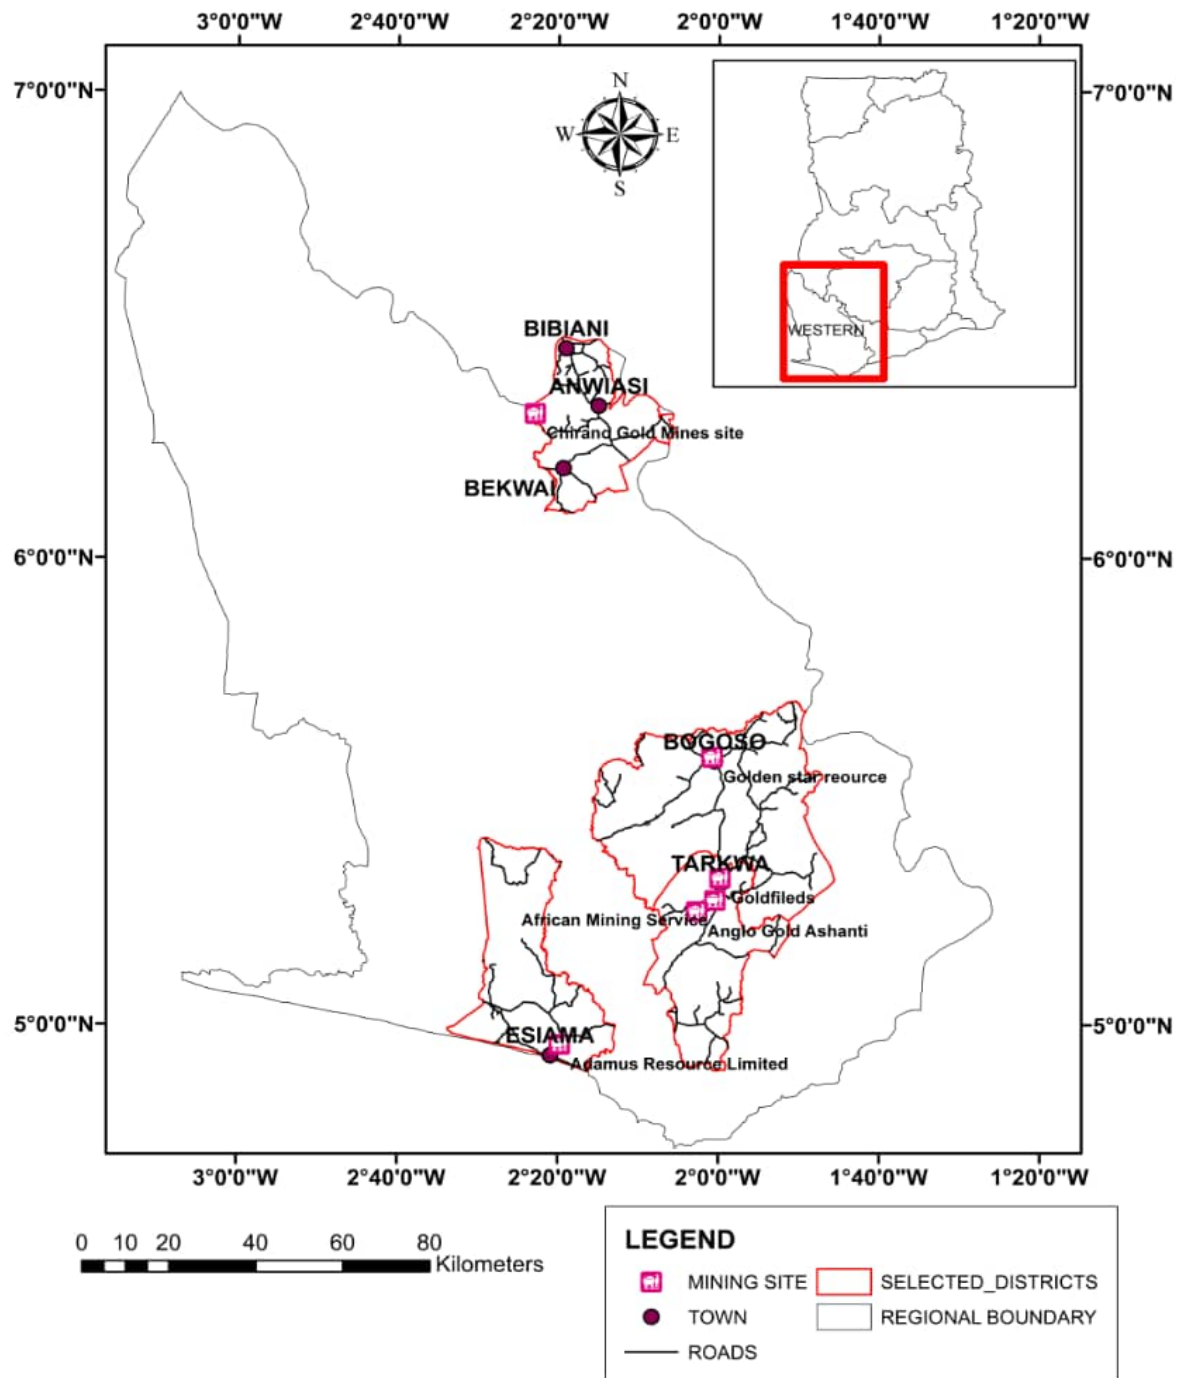 3°0'0"W 2°40'0"W 2°20'0"W 2°0'0"W 1°40'0"W 1°20'0"W
7°0'0"N 7°0'0"N
N
W E
S
WESTERN
BIBIANI
ANWIASI
Chirano Gold Mines site
BEKWAI
6°0'0"N 6°0'0"N
BOGOSO
Golden star reource
TARKWA
Goldfileds
African Mining Service
Anglo Gold Ashanti
5°0'0"N 5°0'0"N
ESIAMA
Adamus Resource Limited
3°0'0"W 2°40'0"W 2°20'0"W 2°0'0"W 1°40'0"W 1°20'0"W
0 10 20 40 60 80
Kilometers
LEGEND
MINING SITE SELECTED_DISTRICTS
TOWN REGIONAL BOUNDARY
ROADS